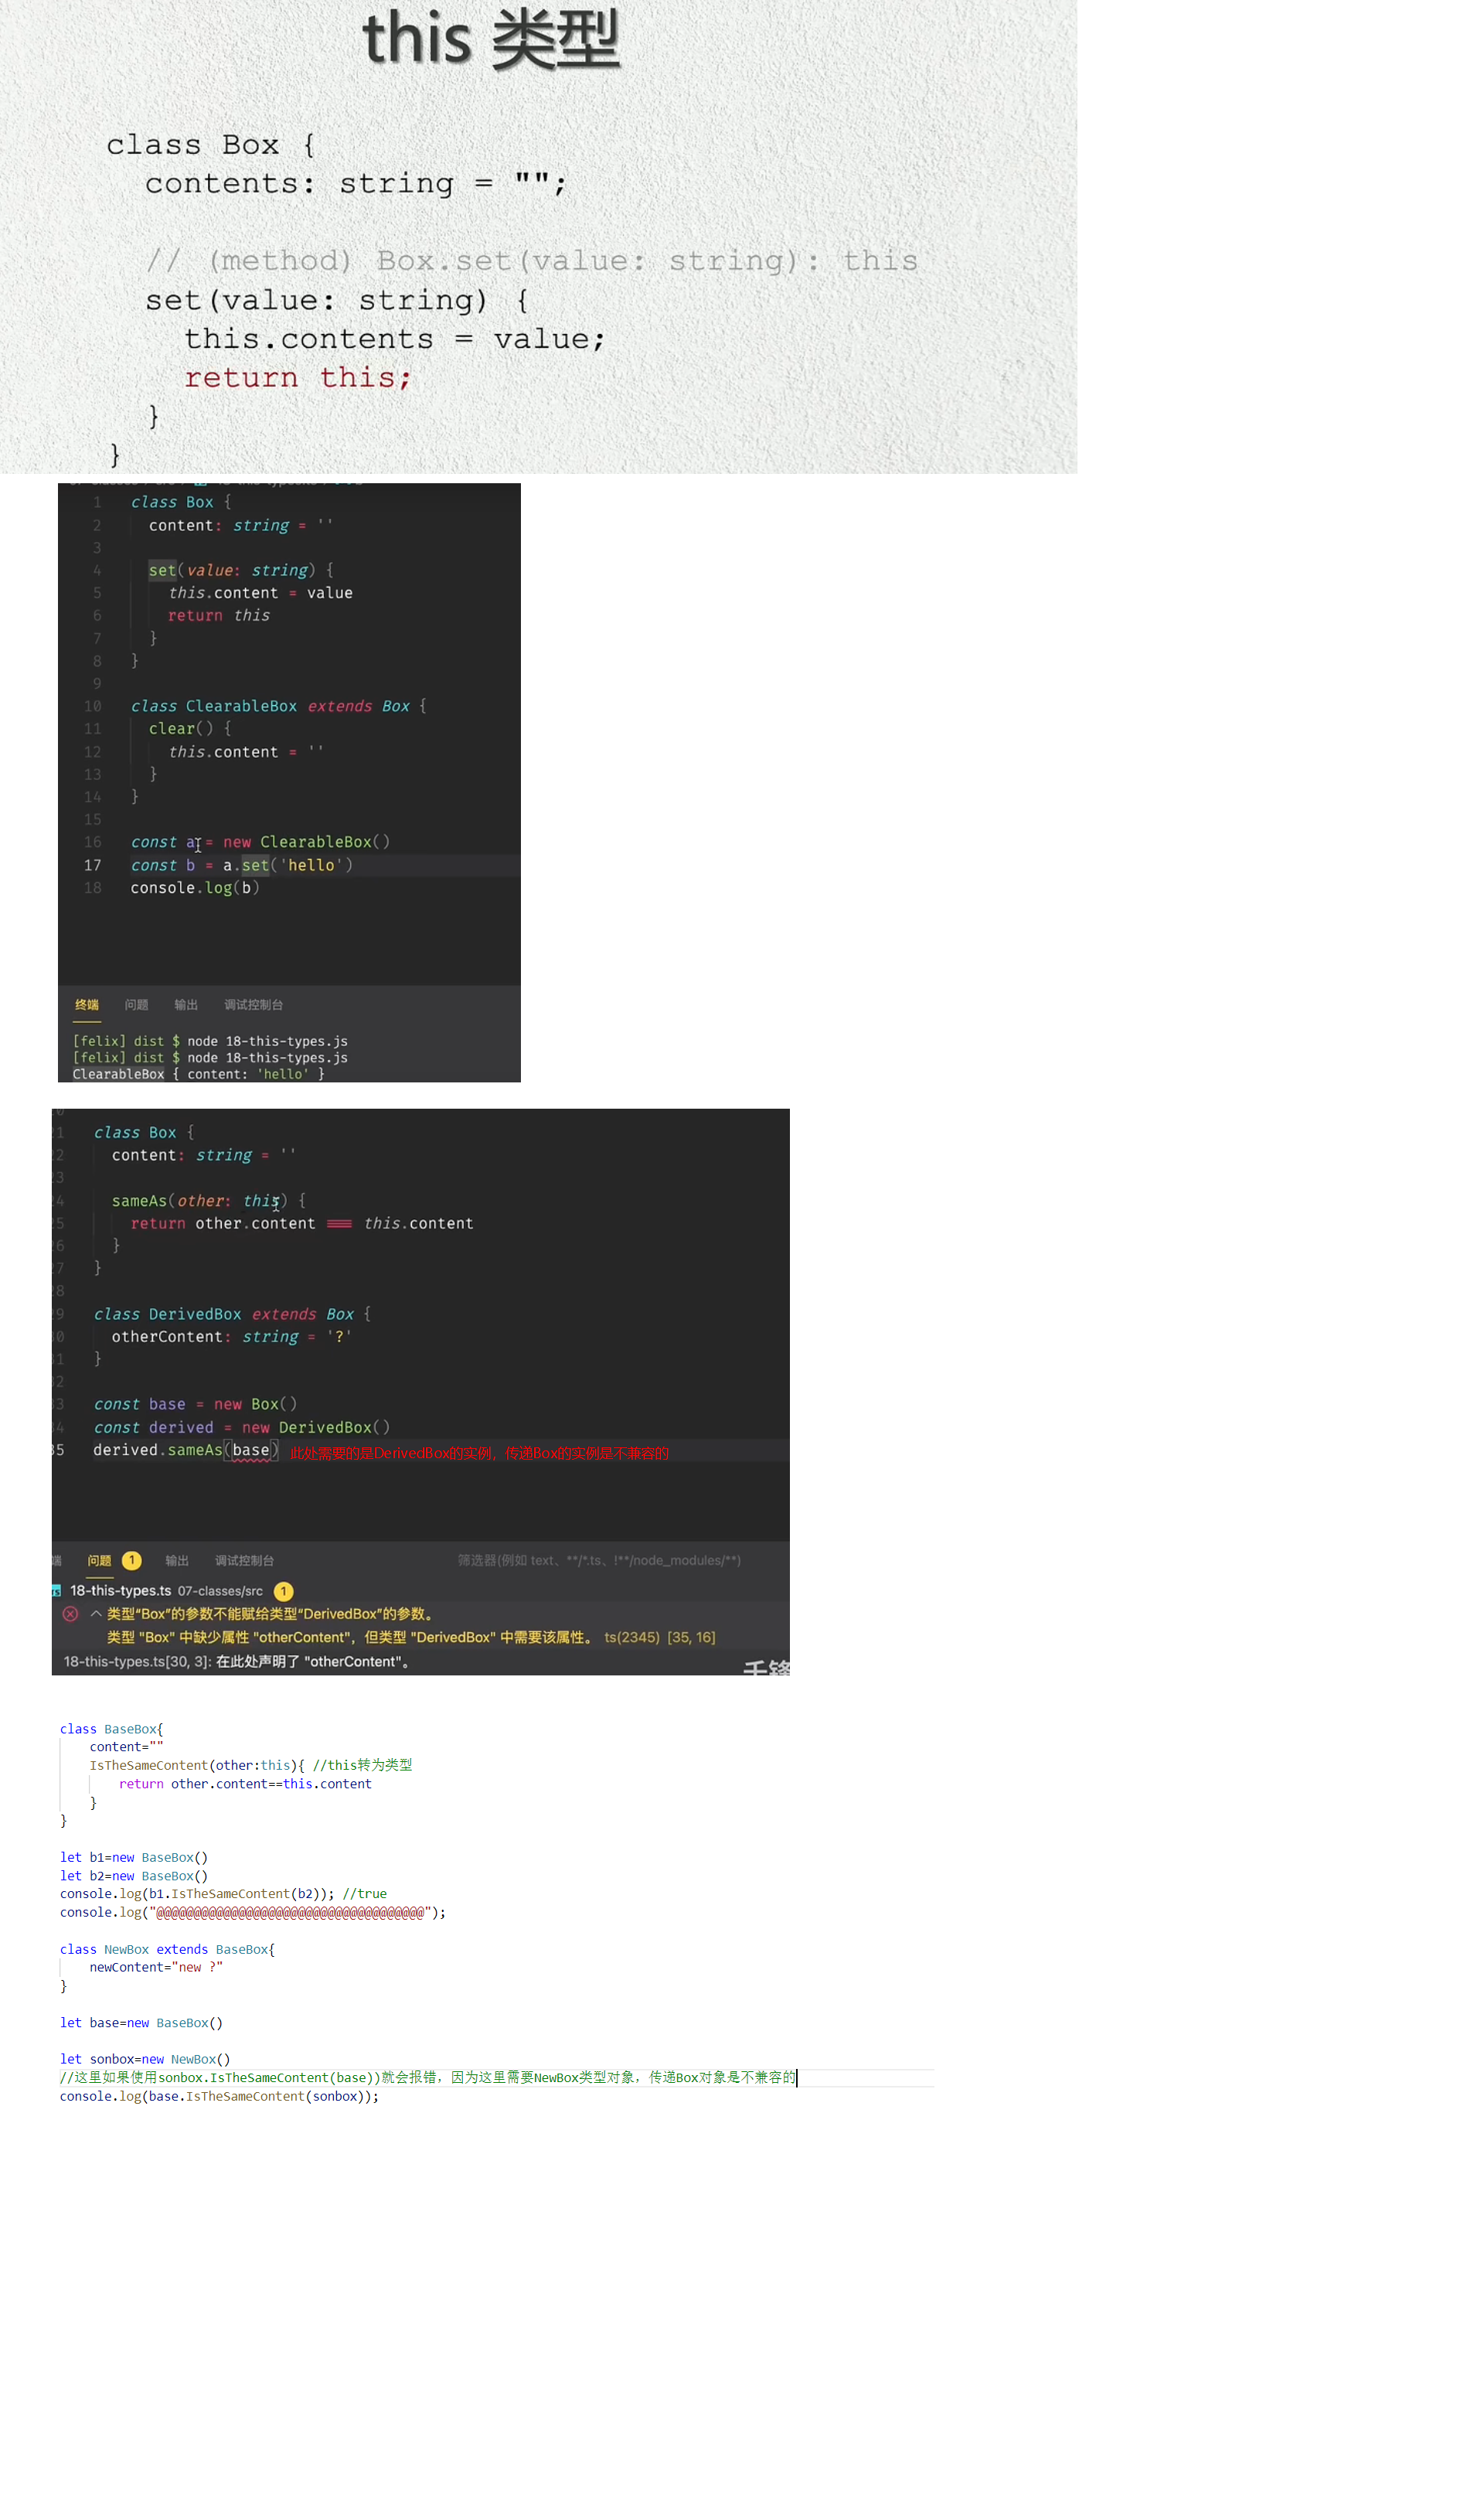 this 类型
class Box {
contents: string = "";
// (method) Box.set(value: string): this
set(value: string) {
this.contents = value;
return this;
}
}
1 class Box {
2 content: string = ''
3
4 set(value: string) {
5 this.content = value
6 return this
7 }
8 }
9
10 class ClearableBox extends Box {
11 clear() {
12 this.content = ''
13 }
14 }
15
16 const a = new ClearableBox()
17 const b = a.set('hello')
18 console.log(b)
终端 问题 输出 调试控制台
[felix] dist $ node 18-this-types.js
[felix] dist $ node 18-this-types.js
ClearableBox { content: 'hello' }
0
1 class Box {
2 content: string = ''
3
4 sameAs(other: this) {
5 return other.content === this.content
6 }
7 }
8
9 class DerivedBox extends Box {
0 otherContent: string = '?'
1 }
2
3 const base = new Box()
4 const derived = new DerivedBox()
35 derived.sameAs(base) 此处需要的是DerivedBox的实例，传递Box的实例是不兼容的
端 问题 1 输出 调试控制台 筛选器(例如 text、**/*.ts、!**/node_modules/**)
18-this-types.ts 07-classes/src 1
类型“Box”的参数不能赋给类型“DerivedBox”的参数。
类型 "Box" 中缺少属性 "otherContent"，但类型 "DerivedBox" 中需要该属性。 ts(2345) [35, 16]
18-this-types.ts[30, 3]: 在此处声明了 "otherContent"。
千锋
class BaseBox{
content=""
IsTheSameContent(other:this){ //this转为类型
return other.content==this.content
}
}
let b1=new BaseBox()
let b2=new BaseBox()
console.log(b1.IsTheSameContent(b2)); //true
console.log("@@@@@@@@@@@@@@@@@@@@@@@@@@@@@@@@@@@@");
class NewBox extends BaseBox{
newContent="new ?"
}
let base=new BaseBox()
let sonbox=new NewBox()
//这里如果使用sonbox.IsTheSameContent(base))就会报错，因为这里需要NewBox类型对象，传递Box对象是不兼容的
console.log(base.IsTheSameContent(sonbox));